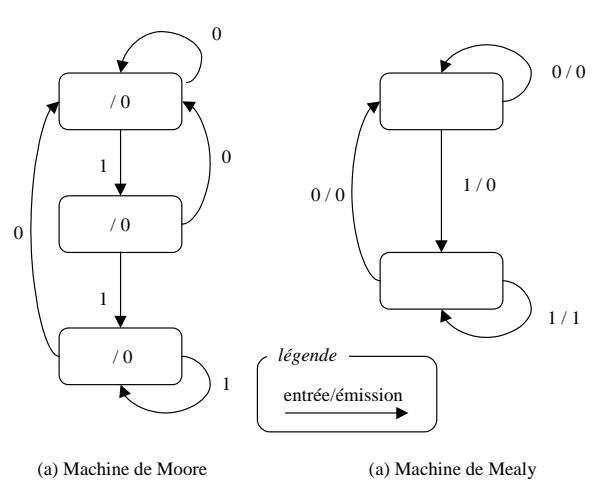 0
/ 0
1
0
/ 0
0
1
/ 0
1
(a) Machine de Moore
0 / 0
1 / 0
0 / 0
1 / 1
légende
entrée/émission
(a) Machine de Mealy